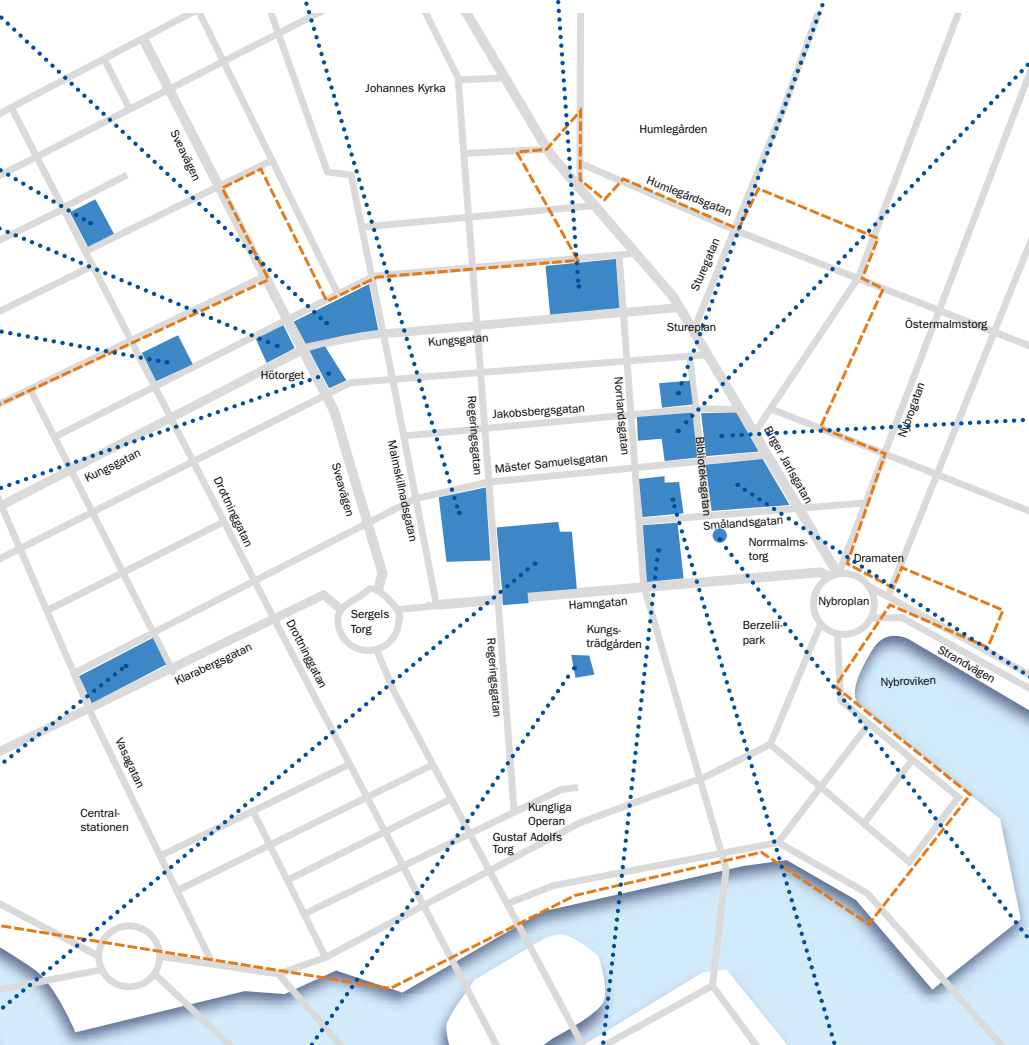 Johannes Kyrka
Humlegården
Sveavägen
Humlegårdsgatan
Sturegatan
Östermalmstorg
Stureplan
Kungsgatan
Hötorget
Nybrogatan
Norrlandsgatan
Regeringsgatan
Jakobsbergsgatan
Birger Jarlsgatan
Malmskillnadsgatan
Biblioteksgatan
Mäster Samuelsgatan
Kungsgatan
Sveavägen
Drottninggatan
Smålandsgatan
Normalms-
torg
Dramaten
Nybroplan
Hamngatan
Sergels
Torg
Kungs-
trädgården
Berzelii-
park
Drottninggatan
Klarabergsgatan
Regeringsgatan
Strandvägen
Nybroviken
Vasagatan
Central-
stationen
Kungliga
Operan
Gustaf Adolfs
Torg